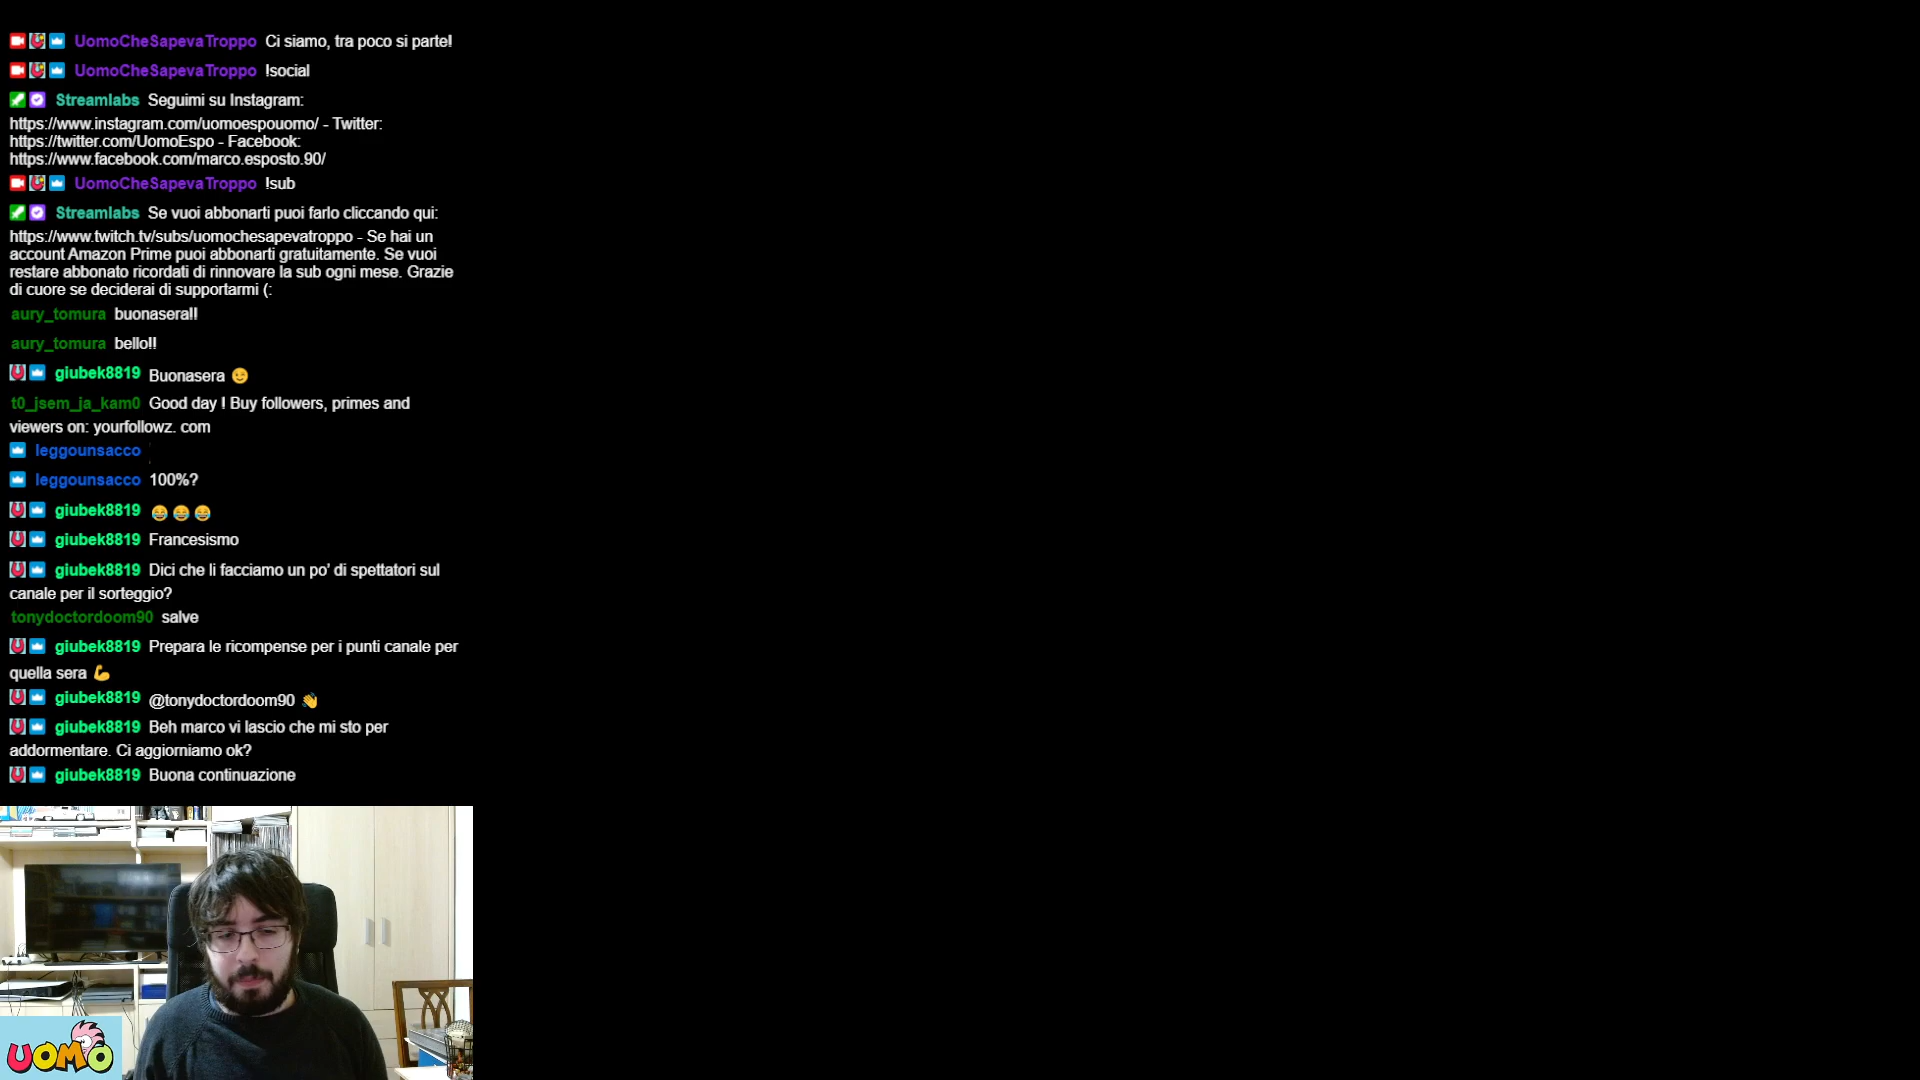 UomoCheSapevaTroppo Ci siamo, tra poco si parte!
UomoCheSapevaTroppo !social
Streamlabs Seguimi su Instagram:
https://www.instagram.com/uomoespouomo/ - Twitter:
https://twitter.com/UomoEspo - Facebook:
https://www.facebook.com/marco.esposto.90/
UomoCheSapevaTroppo !sub
Streamlabs Se vuoi abbonarti puoi farlo cliccando qui:
https://www.twitch.tv/subs/uomochesapevatroppo - Se hai un
account Amazon Prime puoi abbonarti gratuitamente. Se vuoi
restare abbonato ricordati di rinnovare la sub ogni mese. Grazie
di cuore se deciderai di supportarmi (:
aury_tomura buonasera!!
aury_tomura bello!!
giubek8819 Buonasera 😉
t0_jsem_ja_kam0 Good day ! Buy followers, primes and
viewers on: yourfollowz. com
leggounsacco
leggounsacco 100%?
giubek8819 😂 😂 😂
giubek8819 Francesismo
giubek8819 Dici che li facciamo un po' di spettatori sul
canale per il sorteggio?
tonydoctordoom90 salve
giubek8819 Prepara le ricompense per i punti canale per
quella sera 💪
giubek8819 @tonydoctordoom90 👋
giubek8819 Beh marco vi lascio che mi sto per
addormentare. Ci aggiorniamo ok?
giubek8819 Buona continuazione
UOMO